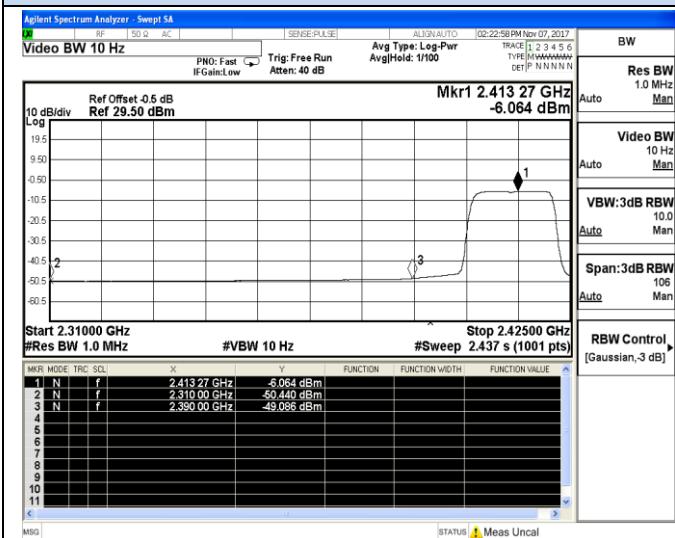 Agilent Spectrum Analyzer - Swept SA
RF 50 Ω AC SENSE:PULSE ALIGN AUTO 02:22:58 PM Nov 07, 2017
Video BW 10 Hz
PNO: Fast
IFGain:Low
Trig: Free Run
Atten: 40 dB
Avg Type: Log-Pwr
Avg|Hold: 1/100
TRACE 1 2 3 4 5 6
TYPE MWWWWW
DET P NNNNN
Mkr1 2.413 27 GHz
-6.064 dBm
Ref Offset -0.5 dB
10 dB/div Ref 29.50 dBm
Log
19.5
9.50
-0.50
-10.5
-20.5
-30.5
-40.5
-50.5
-60.5
1
2
3
Start 2.31000 GHz Stop 2.42500 GHz
#Res BW 1.0 MHz #VBW 10 Hz #Sweep 2.437 s (1001 pts)
MKR MODE TRC SCL X Y FUNCTION FUNCTION WIDTH FUNCTION VALUE
1 N f 2.413 27 GHz -6.064 dBm
2 N f 2.310 00 GHz -50.440 dBm
3 N f 2.390 00 GHz -49.086 dBm
4
5
6
7
8
9
10
11
MSG STATUS Meas Uncal
BW
Res BW
1.0 MHz
Auto Man
Video BW
10 Hz
Auto Man
VBW:3dB RBW
10.0
Auto Man
Span:3dB RBW
106
Auto Man
RBW Control
[Gaussian,-3 dB]